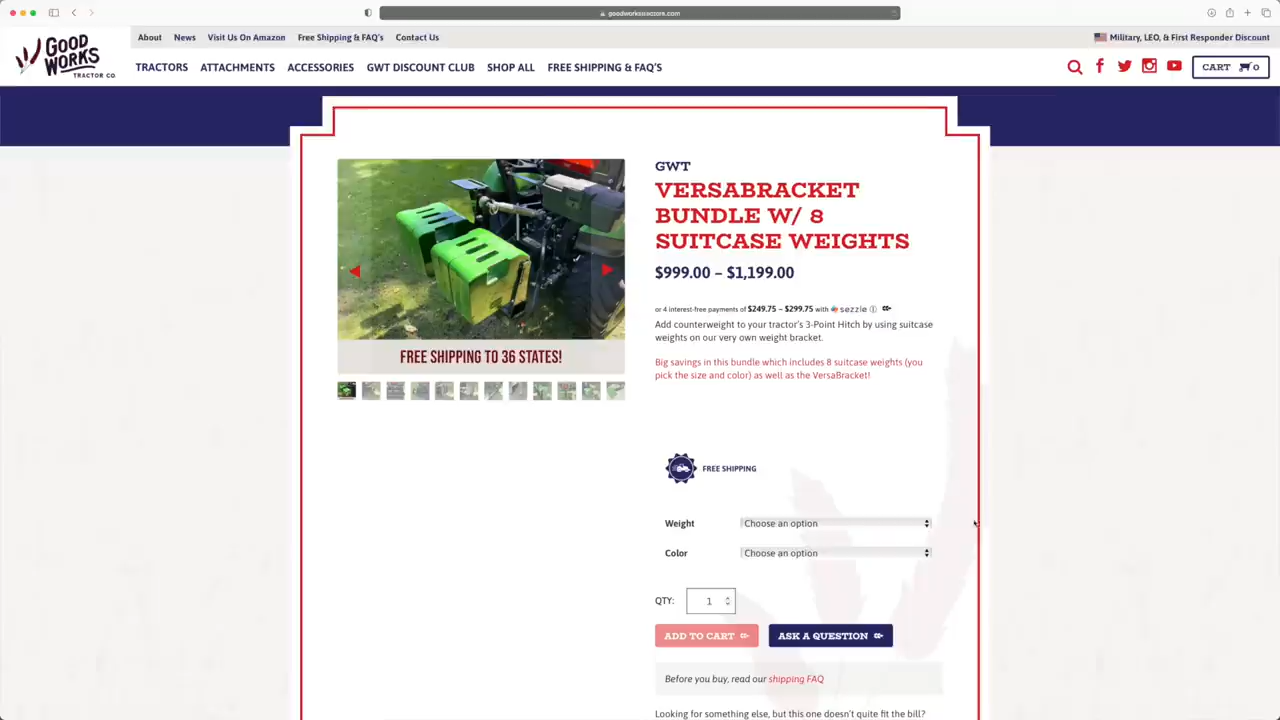 goodworkstractors.com
About News Visit Us On Amazon Free Shipping & FAQ's Contact Us
Military, LEO, & First Responder Discount
GOOD
WORKS
TRACTOR CO.
TRACTORS ATTACHMENTS ACCESSORIES GWT DISCOUNT CLUB SHOP ALL FREE SHIPPING & FAQ'S
CART 0
GWT
VERSABRACKET
BUNDLE W/ 8
SUITCASE WEIGHTS
$999.00 – $1,199.00
or 4 interest-free payments of $249.75 – $299.75 with sezzle
Add counterweight to your tractor's 3-Point Hitch by using suitcase
weights on our very own weight bracket.
FREE SHIPPING TO 36 STATES!
Big savings in this bundle which includes 8 suitcase weights (you
pick the size and color) as well as the VersaBracket!
FREE SHIPPING
Weight Choose an option
Color Choose an option
QTY: 1
ADD TO CART ASK A QUESTION
Before you buy, read our shipping FAQ
Looking for something else, but this one doesn't quite fit the bill?